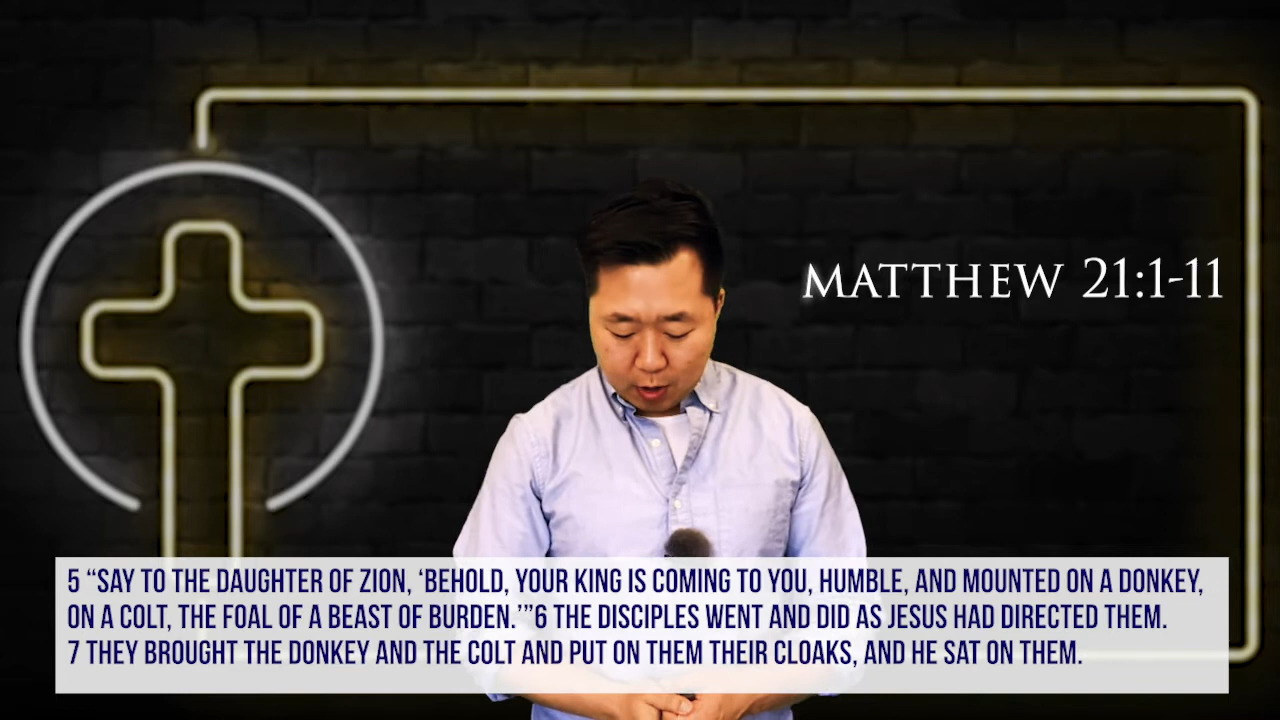 MATTHEW 21:1-11
5 “SAY TO THE DAUGHTER OF ZION, ‘BEHOLD, YOUR KING IS COMING TO YOU, HUMBLE, AND MOUNTED ON A DONKEY,
ON A COLT, THE FOAL OF A BEAST OF BURDEN.’”6 THE DISCIPLES WENT AND DID AS JESUS HAD DIRECTED THEM.
7 THEY BROUGHT THE DONKEY AND THE COLT AND PUT ON THEM THEIR CLOAKS, AND HE SAT ON THEM.